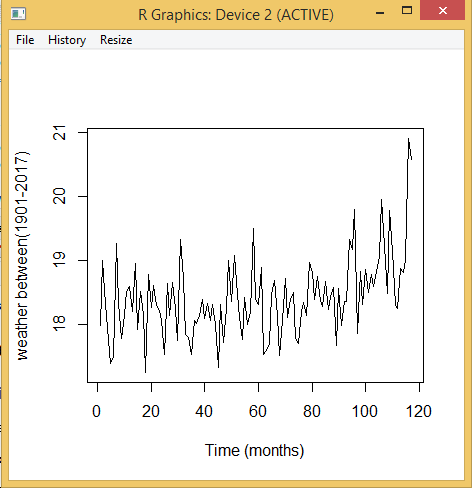 R Graphics: Device 2 (ACTIVE)
File History Resize
weather between(1901-2017)
21
20
19
18
0 20 40 60 80 100 120
Time (months)